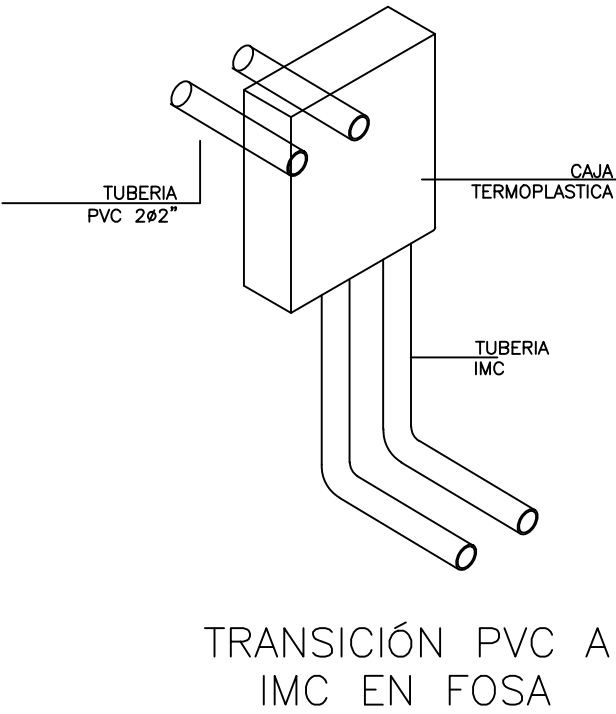 CAJA
TERMOPLASTICA
TUBERIA
PVC 2ø2"
TUBERIA
IMC
TRANSICIÓN PVC A
IMC EN FOSA